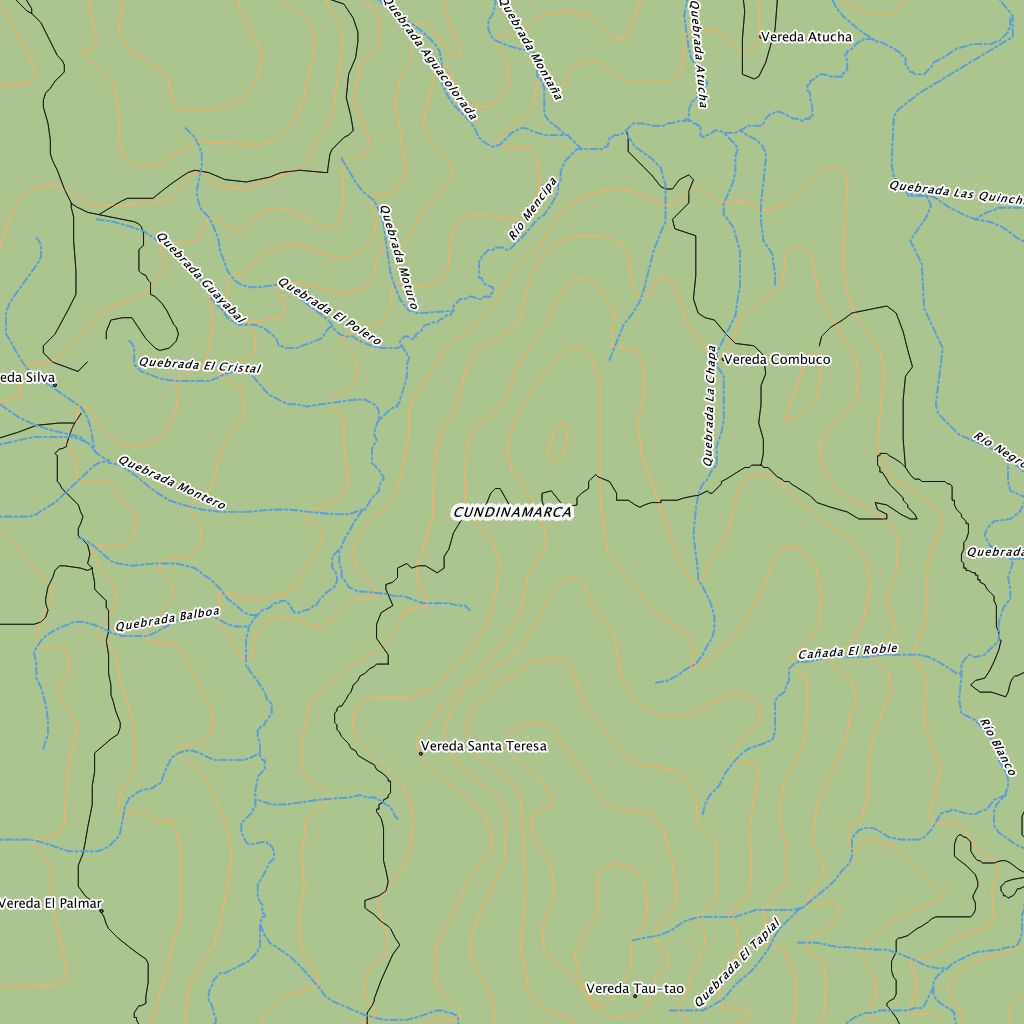 Quebrada Aguacolorada
Quebrada Montaña
Quebrada Atucha
Vereda Atucha
Quebrada Las Quinch
Río Mencipa
Quebrada Moturo
Quebrada Guayabal
Quebrada El Polero
Quebrada El Cristal
eda Silva
Vereda Combuco
Quebrada La Chapa
Río Negro
Quebrada Montero
CUNDINAMARCA
Quebrada
Quebrada Balboa
Cañada El Roble
Río Blanco
Vereda Santa Teresa
Vereda El Palmar
Quebrada El Tapial
Vereda Tau-tao